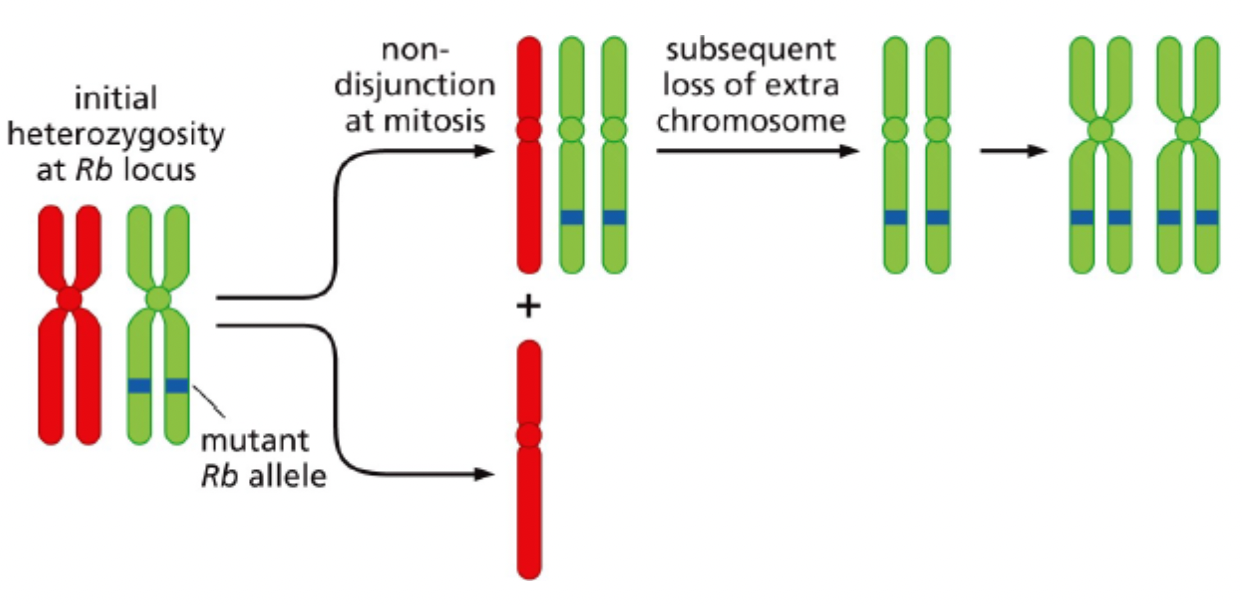 initial
heterozygosity
at Rb locus
mutant
Rb allele
non-
disjunction
at mitosis
+
subsequent
loss of extra
chromosome